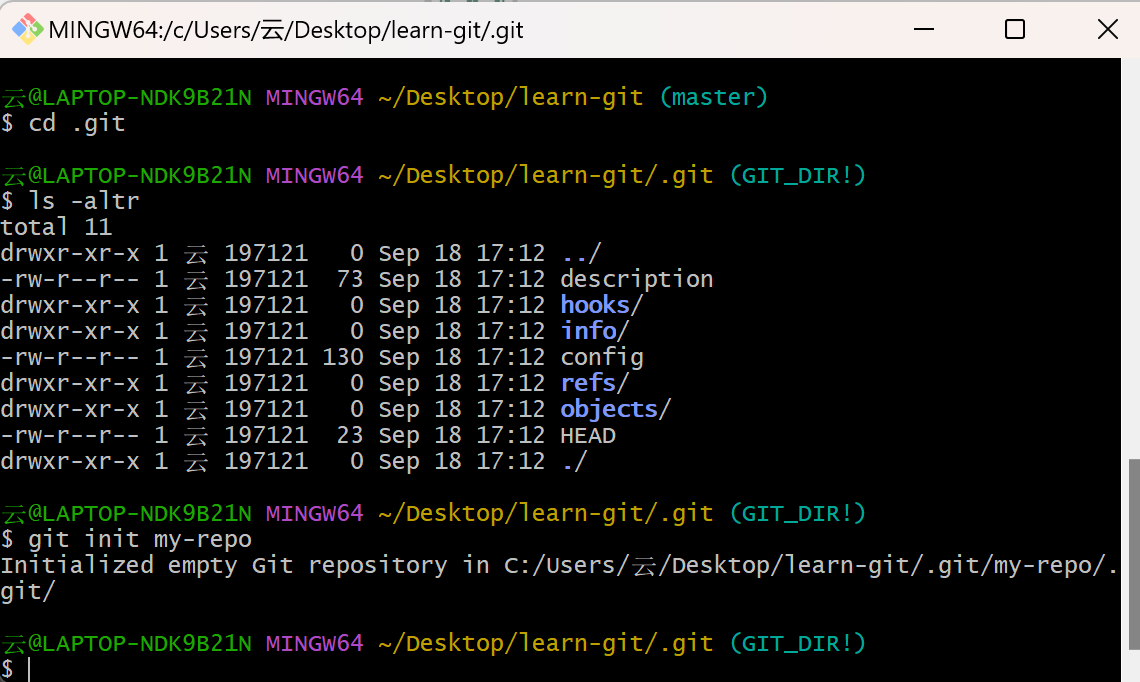 MINGW64:/c/Users/云/Desktop/learn-git/.git
云@LAPTOP-NDK9B21N MINGW64 ~/Desktop/learn-git (master)
$ cd .git
云@LAPTOP-NDK9B21N MINGW64 ~/Desktop/learn-git/.git (GIT_DIR!)
$ ls -altr
total 11
drwxr-xr-x 1 云 197121   0 Sep 18 17:12 ../
-rw-r--r-- 1 云 197121  73 Sep 18 17:12 description
drwxr-xr-x 1 云 197121   0 Sep 18 17:12 hooks/
drwxr-xr-x 1 云 197121   0 Sep 18 17:12 info/
-rw-r--r-- 1 云 197121 130 Sep 18 17:12 config
drwxr-xr-x 1 云 197121   0 Sep 18 17:12 refs/
drwxr-xr-x 1 云 197121   0 Sep 18 17:12 objects/
-rw-r--r-- 1 云 197121  23 Sep 18 17:12 HEAD
drwxr-xr-x 1 云 197121   0 Sep 18 17:12 ./
云@LAPTOP-NDK9B21N MINGW64 ~/Desktop/learn-git/.git (GIT_DIR!)
$ git init my-repo
Initialized empty Git repository in C:/Users/云/Desktop/learn-git/.git/my-repo/.
git/
云@LAPTOP-NDK9B21N MINGW64 ~/Desktop/learn-git/.git (GIT_DIR!)
$